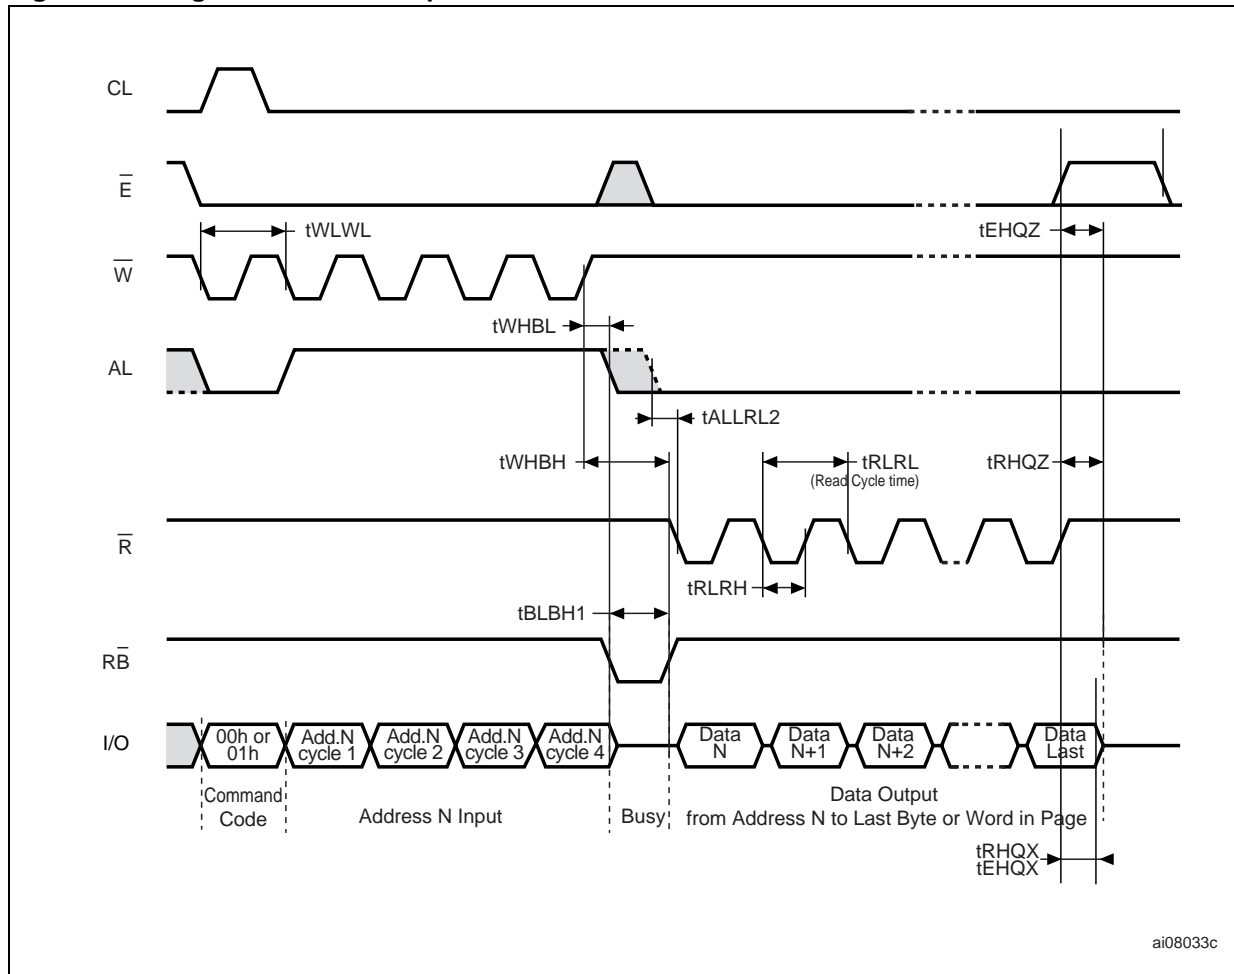 CL
E
tWLWL
tEHQZ
W
tWHBL
AL
tALLRL2
tWHBH
tRLRL
(Read Cycle time)
tRHQZ
R
tRLRH
tBLBH1
RB
I/O
00h or
01h
Add.N
cycle 1
Add.N
cycle 2
Add.N
cycle 3
Add.N
cycle 4
Data
N
Data
N+1
Data
N+2
Data
Last
Command
Code
Address N Input
Busy
Data Output
from Address N to Last Byte or Word in Page
tRHQX
tEHQX
ai08033c